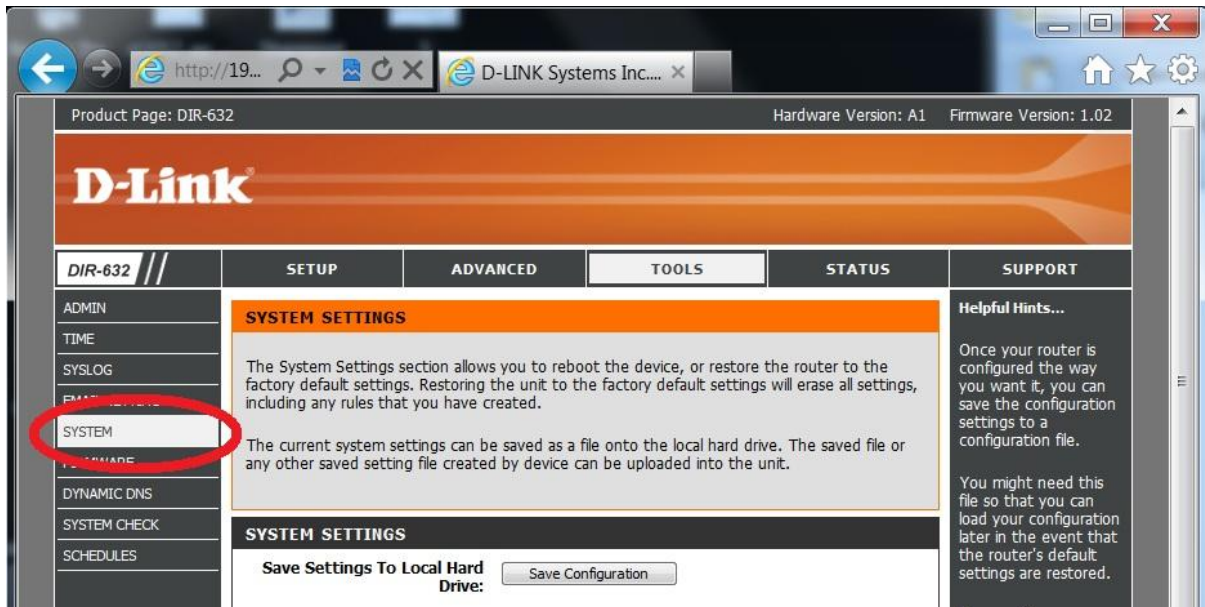 http://19...
D-LINK Systems Inc....
Product Page: DIR-632
Hardware Version: A1
Firmware Version: 1.02
D-Link
DIR-632
SETUP
ADVANCED
TOOLS
STATUS
SUPPORT
ADMIN
TIME
SYSLOG
SYSTEM
DYNAMIC DNS
SYSTEM CHECK
SCHEDULES
SYSTEM SETTINGS
The System Settings section allows you to reboot the device, or restore the router to the
factory default settings. Restoring the unit to the factory default settings will erase all settings,
including any rules that you have created.
The current system settings can be saved as a file onto the local hard drive. The saved file or
any other saved setting file created by device can be uploaded into the unit.
SYSTEM SETTINGS
Save Settings To Local Hard
Drive:
Save Configuration
Helpful Hints...
Once your router is
configured the way
you want it, you can
save the configuration
settings to a
configuration file.
You might need this
file so that you can
load your configuration
later in the event that
the router's default
settings are restored.